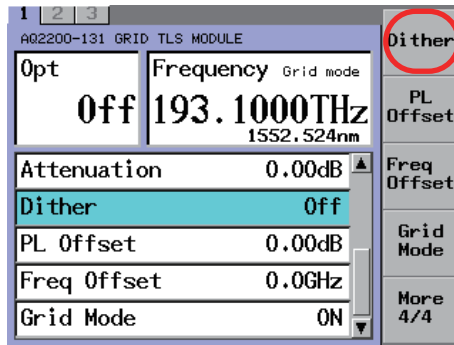 1 2 3
AQ2200-131 GRID TLS MODULE
Opt
Off
Frequency Grid mode
193.1000THz
1552.524nm
Attenuation 0.00dB
Dither Off
PL Offset 0.00dB
Freq Offset 0.0GHz
Grid Mode ON
Dither
PL
Offset
Freq
Offset
Grid
Mode
More
4/4